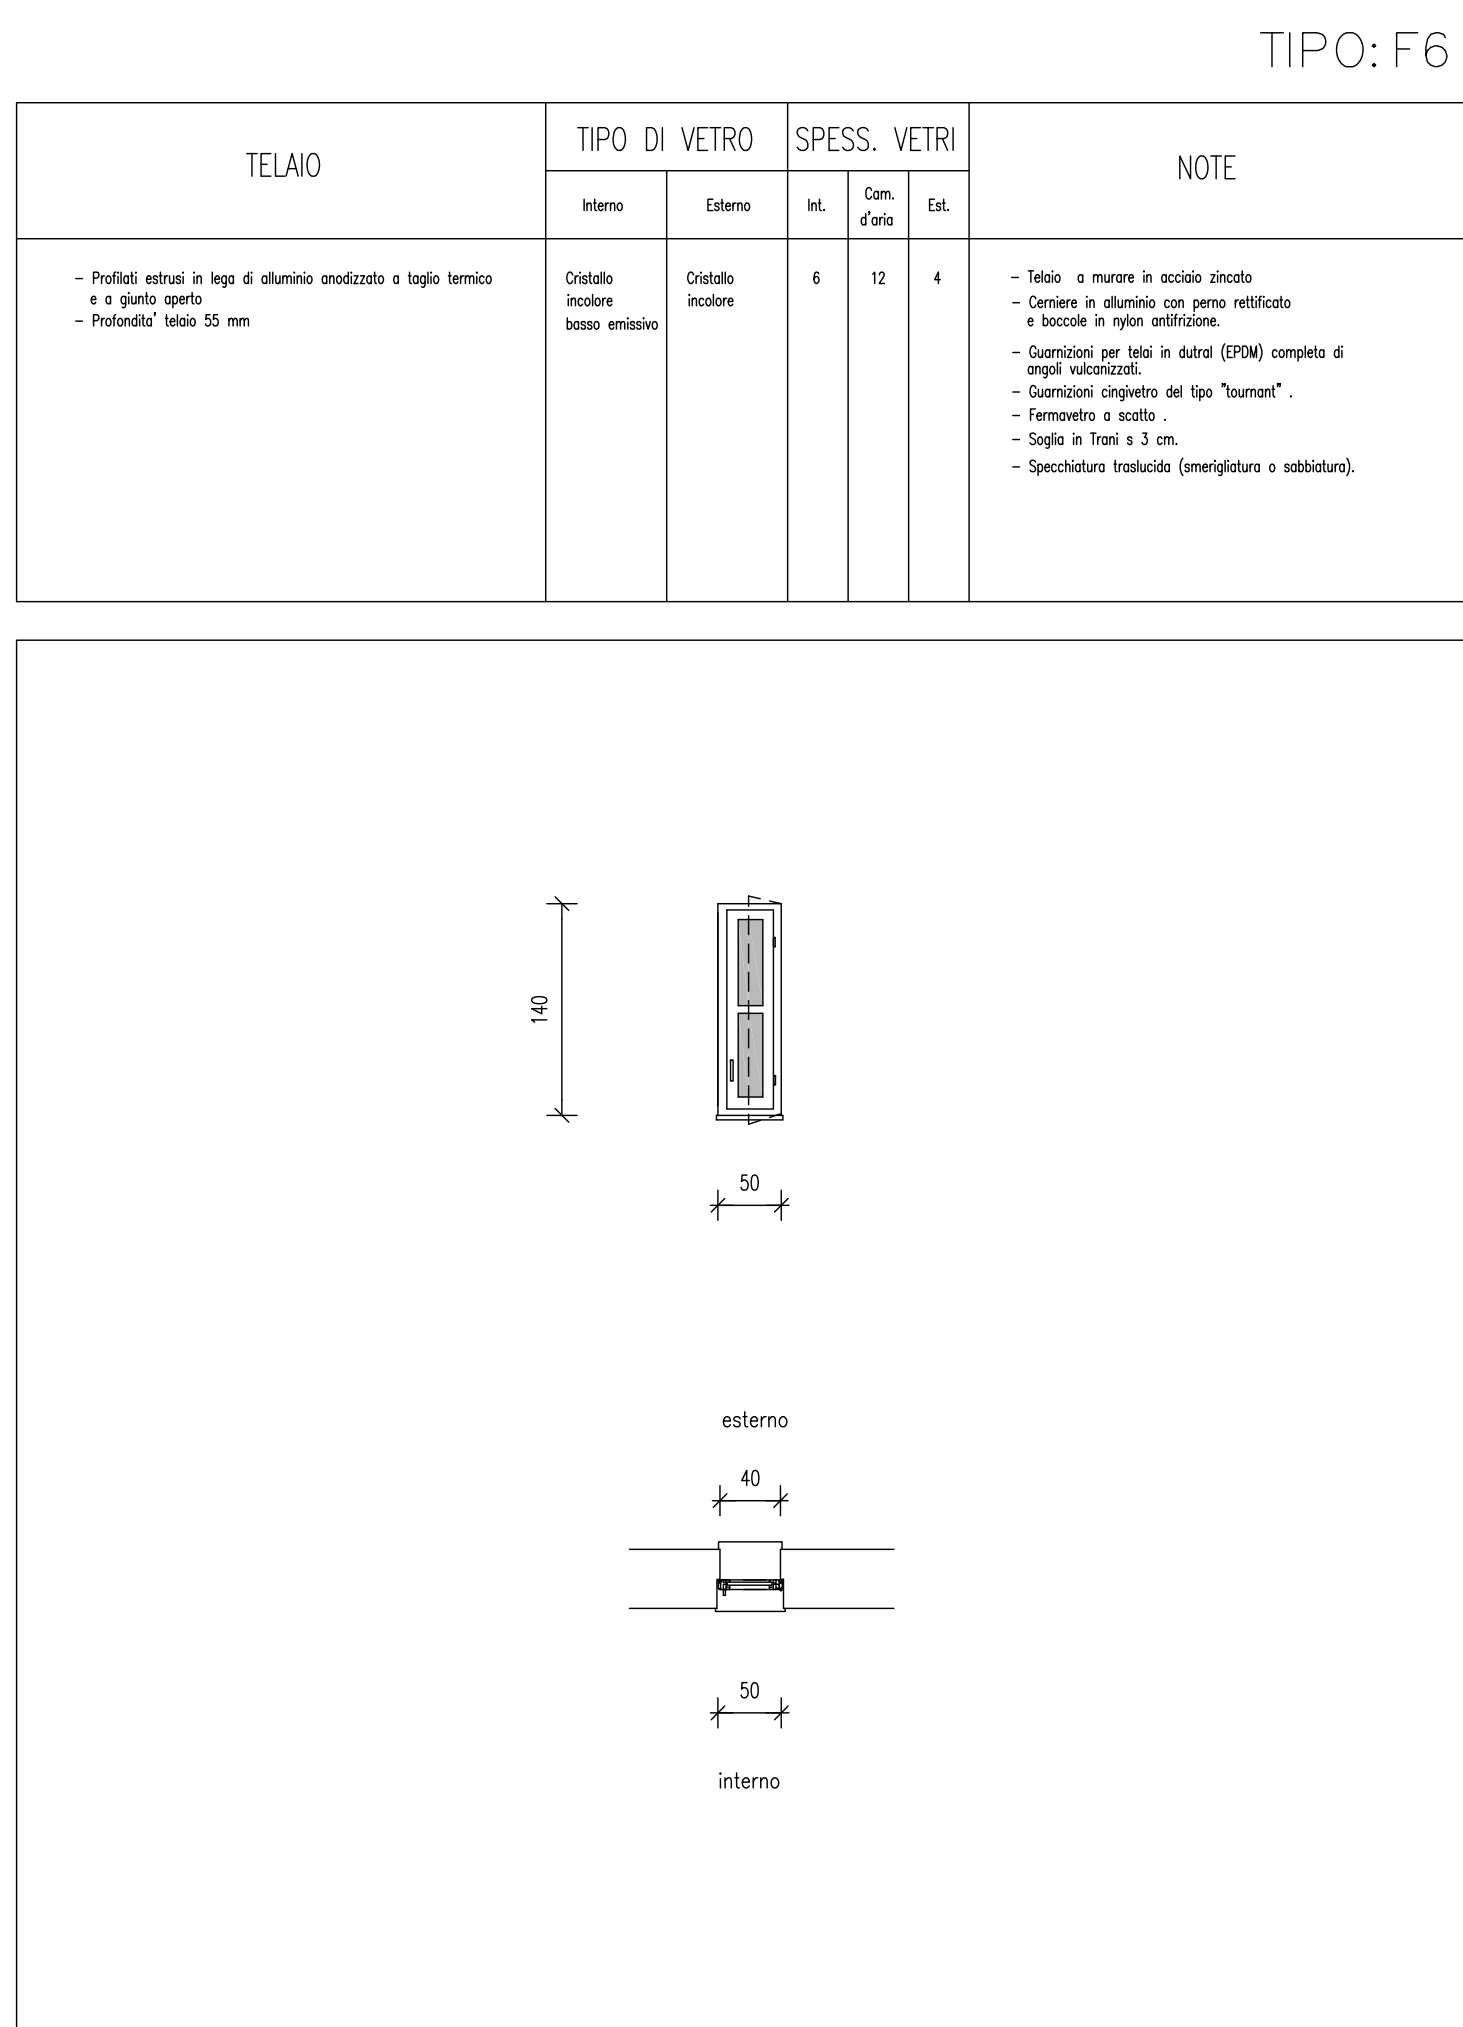 TIPO: F6
TELAIO
TIPO DI VETRO
SPESS. VETRI
NOTE
Interno
Esterno
Int.
Cam.
d'aria
Est.
– Profilati estrusi in lega di alluminio anodizzato a taglio termico
e a giunto aperto
– Profondita' telaio 55 mm
Cristallo
incolore
basso emissivo
Cristallo
incolore
6
12
4
– Telaio a murare in acciaio zincato
– Cerniere in alluminio con perno rettificato
e boccole in nylon antifrizione.
– Guarnizioni per telai in dutral (EPDM) completa di
angoli vulcanizzati.
– Guarnizioni cingivetro del tipo "tournant" .
– Fermavetro a scatto .
– Soglia in Trani s 3 cm.
– Specchiatura traslucida (smerigliatura o sabbiatura).
140
50
esterno
40
50
interno